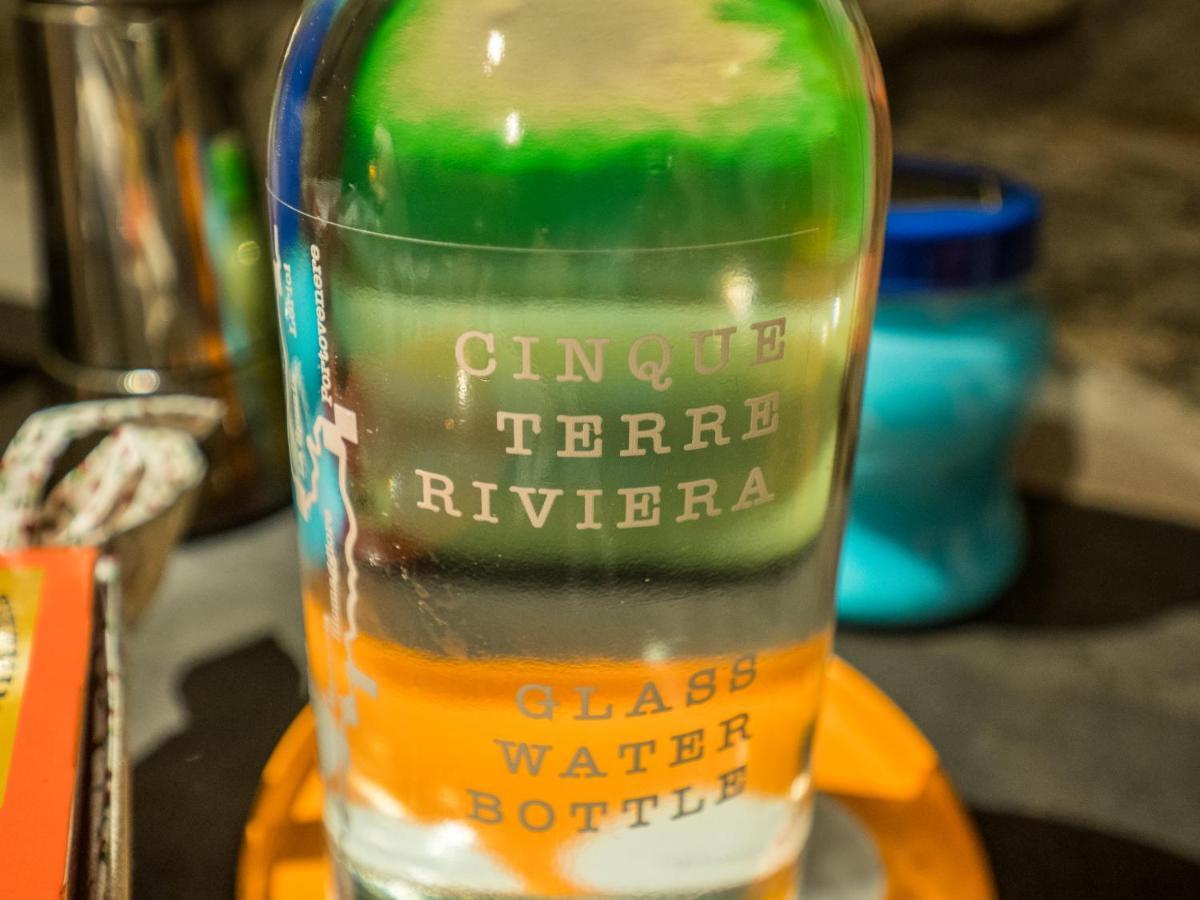 CINQUE
TERRE
RIVIERA
GLASS
WATER
BOTTLE
Portovenere